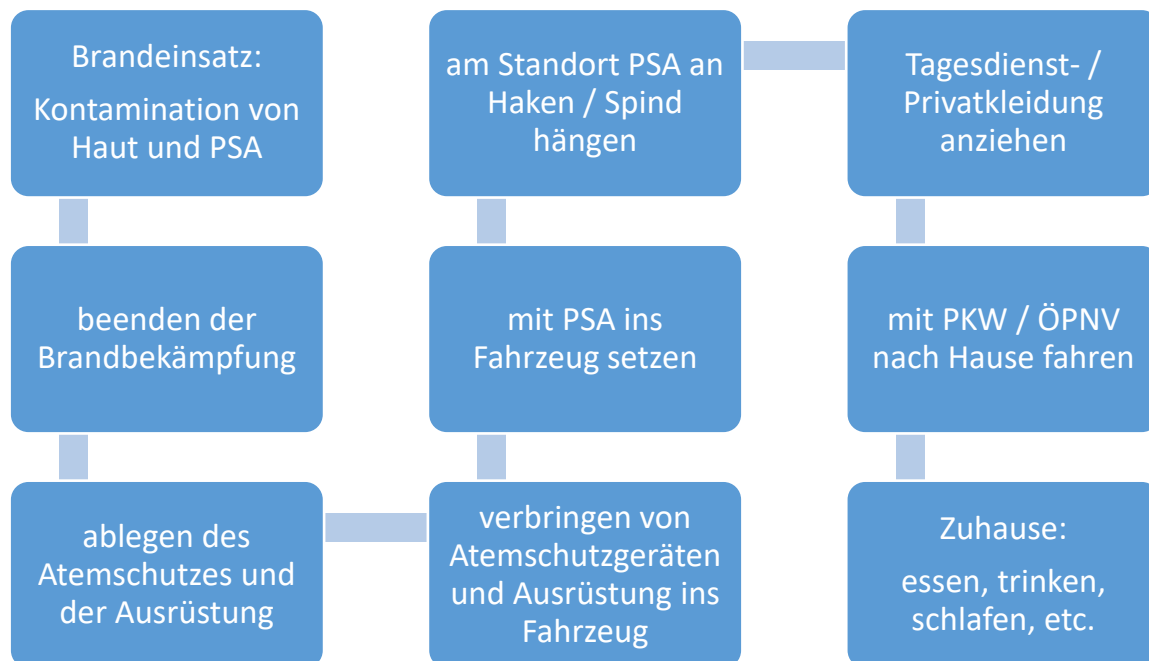 Brandeinsatz:
Kontamination von
Haut und PSA
beenden der
Brandbekämpfung
ablegen des
Atemschutzes und
der Ausrüstung
verbringen von
Atemschutzgeräten
und Ausrüstung ins
Fahrzeug
mit PSA ins
Fahrzeug setzen
am Standort PSA an
Haken / Spind
hängen
Tagesdienst- /
Privatkleidung
anziehen
mit PKW / ÖPNV
nach Hause fahren
Zuhause:
essen, trinken,
schlafen, etc.